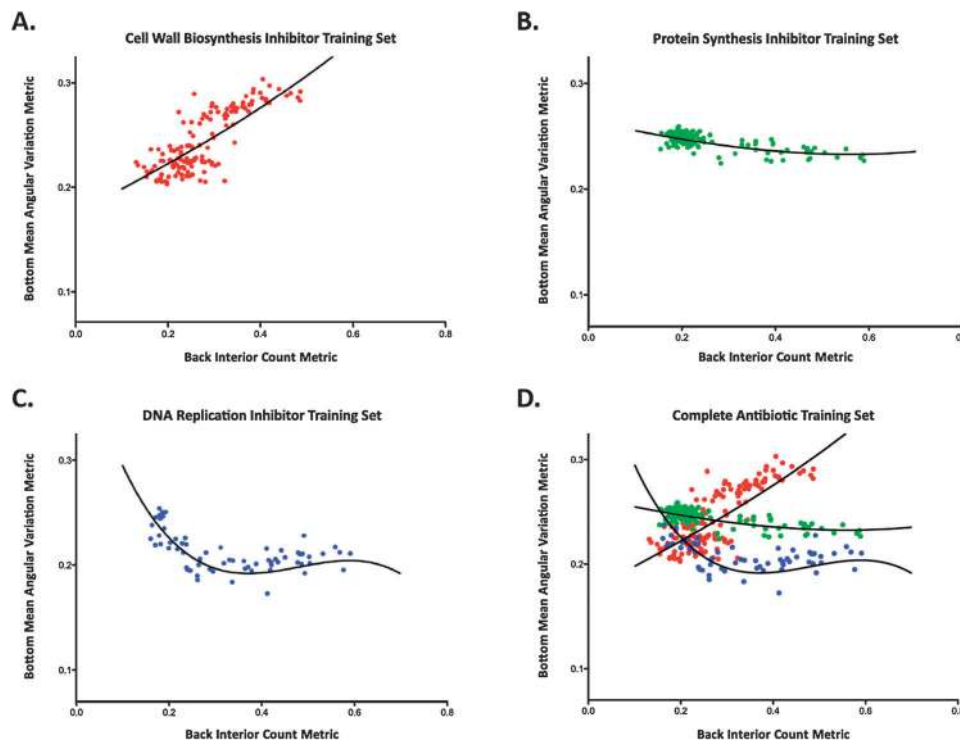 A.
Cell Wall Biosynthesis Inhibitor Training Set
Bottom Mean Angular Variation Metric
0.3
0.2
0.1
0.0
0.2
0.4
0.6
0.8
Back Interior Count Metric
B.
Protein Synthesis Inhibitor Training Set
Bottom Mean Angular Variation Metric
0.3
0.2
0.1
0.0
0.2
0.4
0.6
0.8
Back Interior Count Metric
C.
DNA Replication Inhibitor Training Set
Bottom Mean Angular Variation Metric
0.3
0.2
0.1
0.0
0.2
0.4
0.6
0.8
Back Interior Count Metric
D.
Complete Antibiotic Training Set
Bottom Mean Angular Variation Metric
0.3
0.2
0.1
0.0
0.2
0.4
0.6
0.8
Back Interior Count Metric